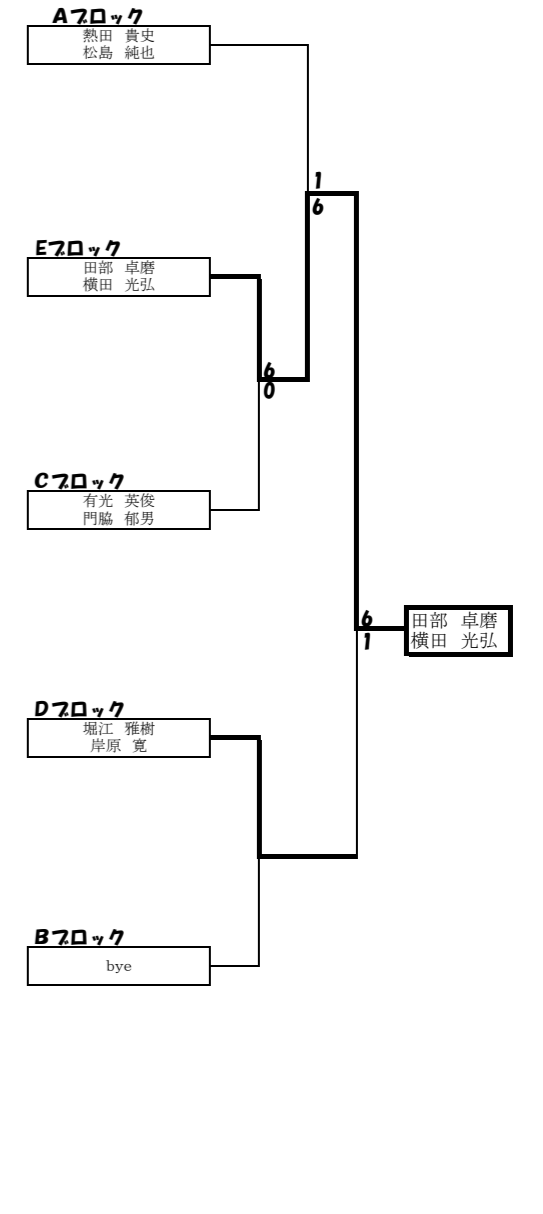 Aブロック
熱田 貴史
松島 純也
1
6
Eブロック
田部 卓磨
横田 光弘
6
0
Cブロック
有光 英俊
門脇 郁男
6
1
田部 卓磨
横田 光弘
Dブロック
堀江 雅樹
岸原 寛
Bブロック
bye